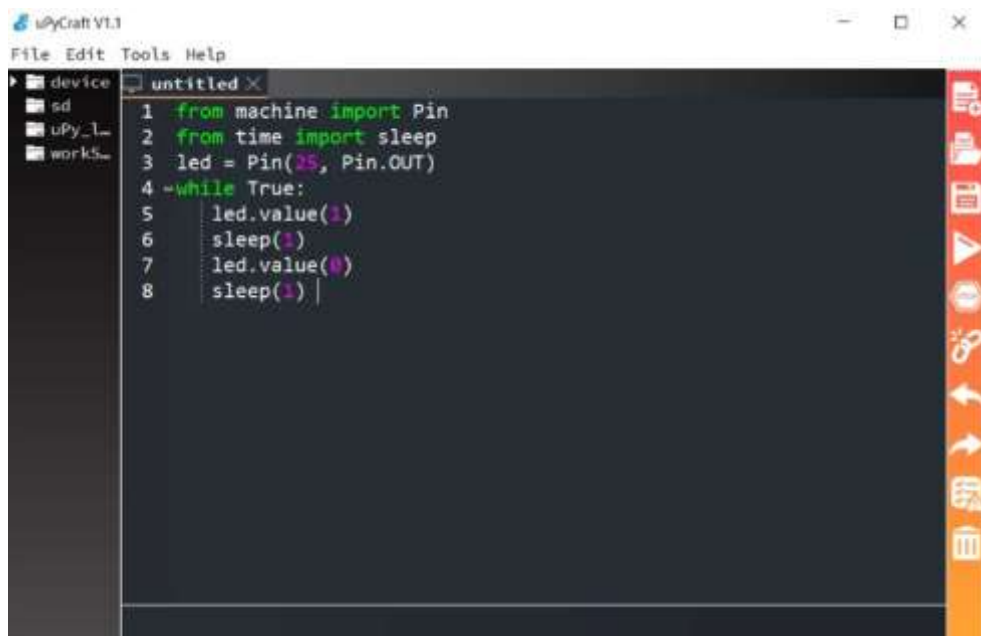 uPyCraft V1.1
File Edit Tools Help
device
sd
uPy_l…
workS…
untitled
1 from machine import Pin
2 from time import sleep
3 led = Pin(25, Pin.OUT)
4 while True:
5 led.value(1)
6 sleep(1)
7 led.value(0)
8 sleep(1)